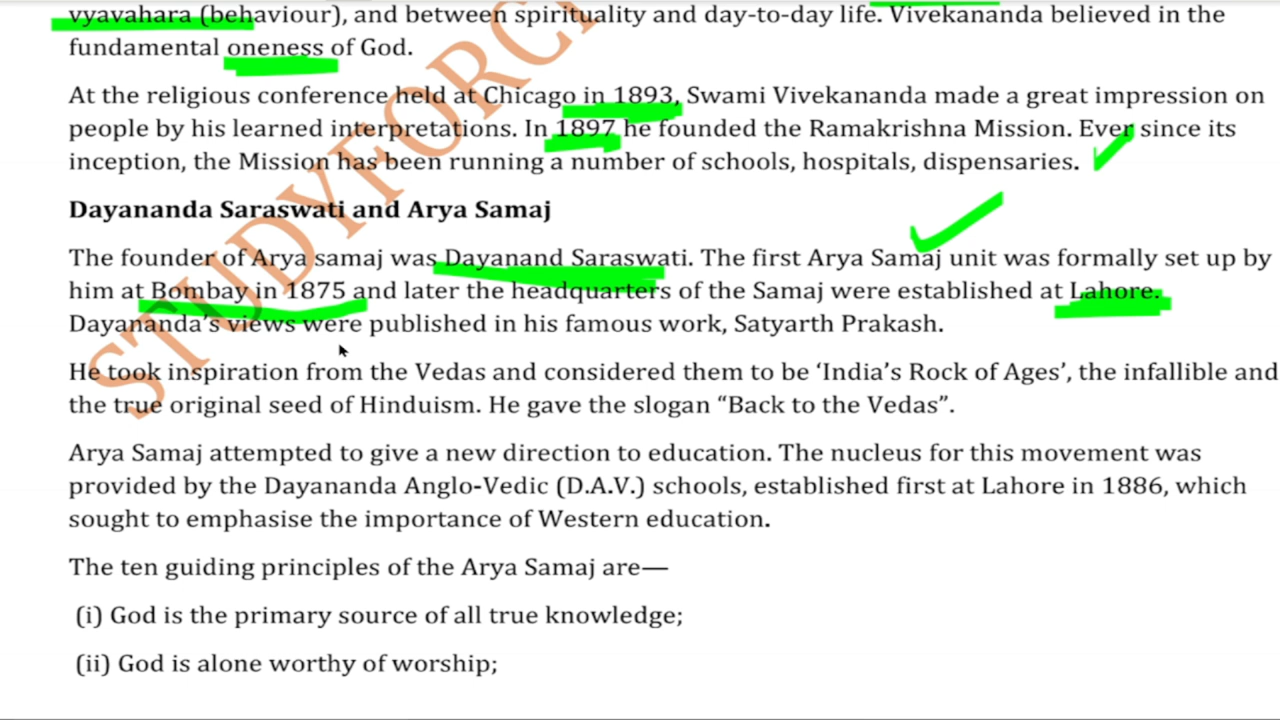 vyavahara (behaviour), and between spirituality and day-to-day life. Vivekananda believed in the
fundamental oneness of God.
At the religious conference held at Chicago in 1893, Swami Vivekananda made a great impression on
people by his learned interpretations. In 1897 he founded the Ramakrishna Mission. Ever since its
inception, the Mission has been running a number of schools, hospitals, dispensaries.
Dayananda Saraswati and Arya Samaj
The founder of Arya samaj was Dayanand Saraswati. The first Arya Samaj unit was formally set up by
him at Bombay in 1875 and later the headquarters of the Samaj were established at Lahore.
Dayananda's views were published in his famous work, Satyarth Prakash.
He took inspiration from the Vedas and considered them to be ‘India’s Rock of Ages’, the infallible and
the true original seed of Hinduism. He gave the slogan “Back to the Vedas”.
Arya Samaj attempted to give a new direction to education. The nucleus for this movement was
provided by the Dayananda Anglo-Vedic (D.A.V.) schools, established first at Lahore in 1886, which
sought to emphasise the importance of Western education.
The ten guiding principles of the Arya Samaj are—
(i) God is the primary source of all true knowledge;
(ii) God is alone worthy of worship;